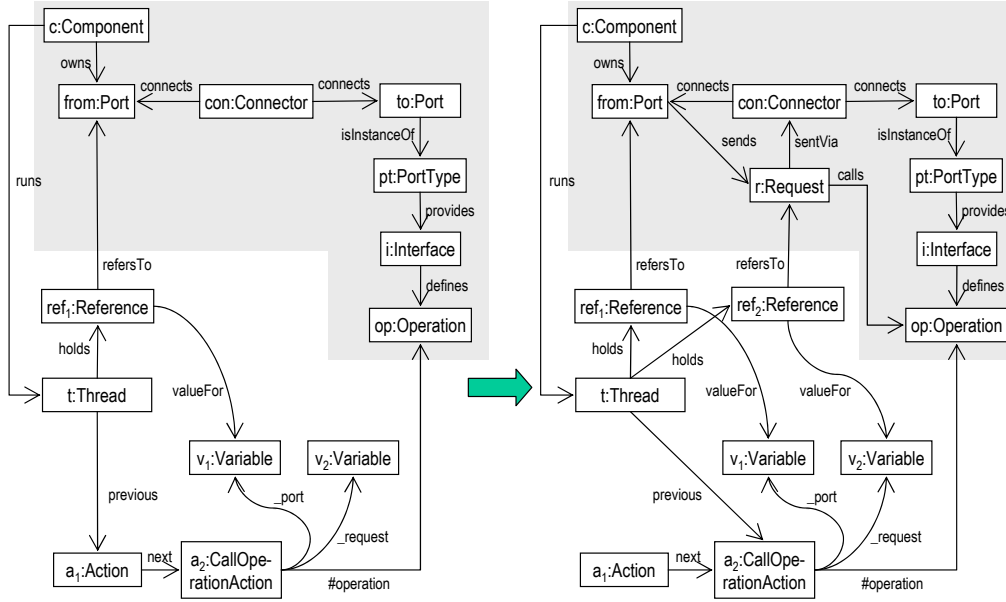 c:Component
owns
connects
connects
from:Port
con:Connector
to:Port
isInstanceOf
pt:PortType
runs
provides
i:Interface
refersTo
defines
ref1:Reference
op:Operation
holds
t:Thread
valueFor
v1:Variable
v2:Variable
previous
_port
_request
next
a1:Action
a2:CallOpe-
rationAction
#operation
c:Component
owns
connects
connects
from:Port
con:Connector
to:Port
sends
sentVia
isInstanceOf
runs
r:Request
calls
pt:PortType
provides
i:Interface
refersTo
refersTo
defines
ref1:Reference
ref2:Reference
op:Operation
holds
holds
t:Thread
valueFor
valueFor
v1:Variable
v2:Variable
previous
_port
_request
next
a1:Action
a2:CallOpe-
rationAction
#operation